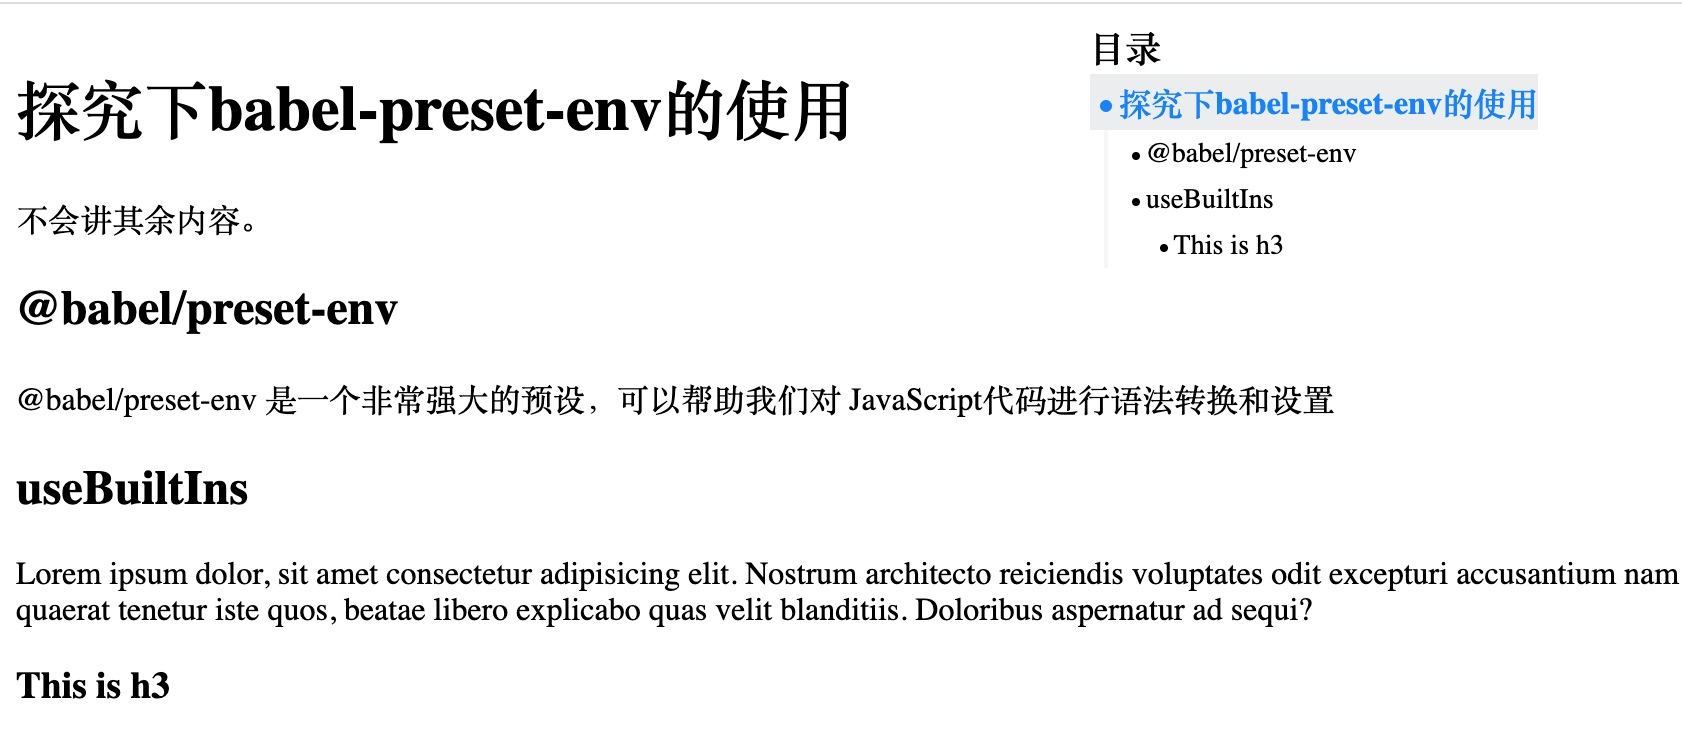 探究下babel-preset-env的使用
不会讲其余内容。
@babel/preset-env
@babel/preset-env 是一个非常强大的预设，可以帮助我们对 JavaScript代码进行语法转换和设置
useBuiltIns
Lorem ipsum dolor, sit amet consectetur adipisicing elit. Nostrum architecto reiciendis voluptates odit excepturi accusantium nam
quaerat tenetur iste quos, beatae libero explicabo quas velit blanditiis. Doloribus aspernatur ad sequi?
This is h3
目录
• 探究下babel-preset-env的使用
• @babel/preset-env
• useBuiltIns
• This is h3